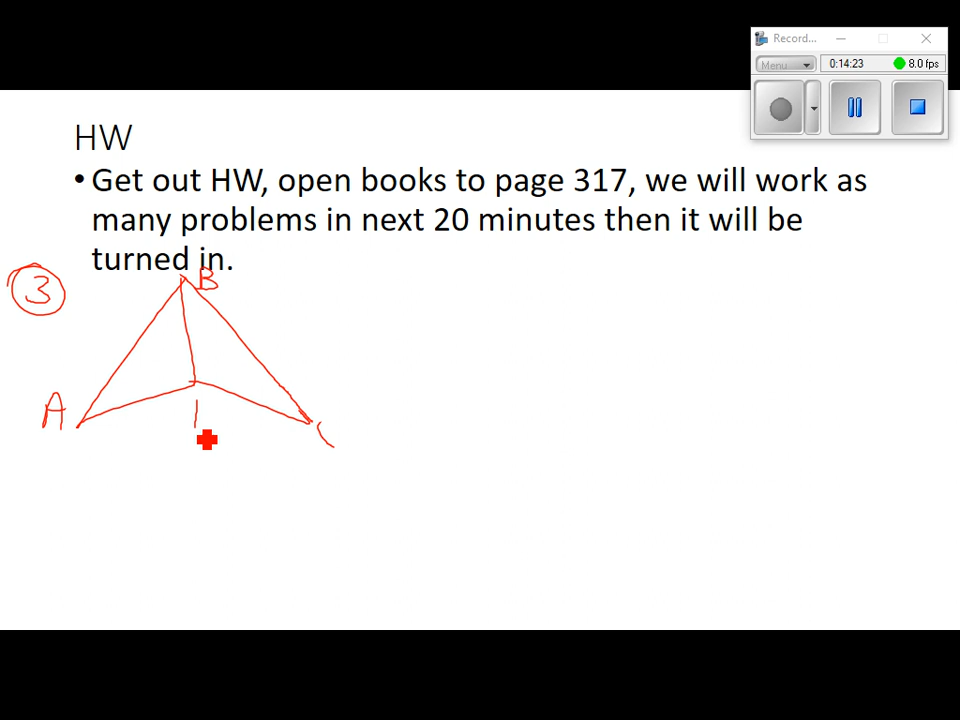 Record...
Menu
0:14:23
8.0 fps
HW
• Get out HW, open books to page 317, we will work as
many problems in next 20 minutes then it will be
turned in.
3
B
A